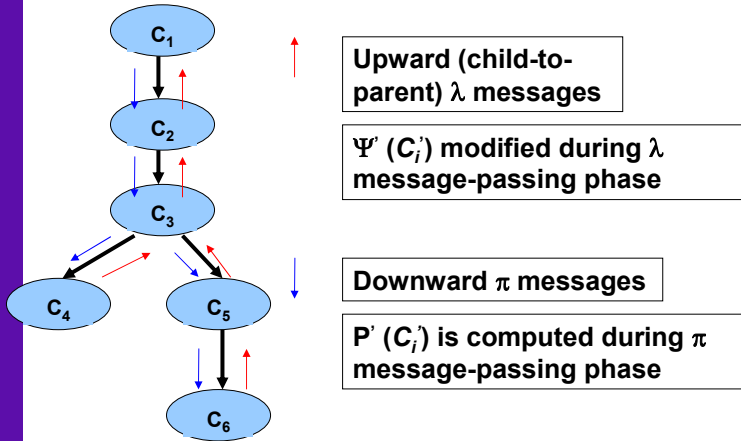 C1
C2
C3
C4
C5
C6
Upward (child-to-
parent) λ messages
Ψ' (Ci') modified during λ
message-passing phase
Downward π messages
P' (Ci') is computed during π
message-passing phase